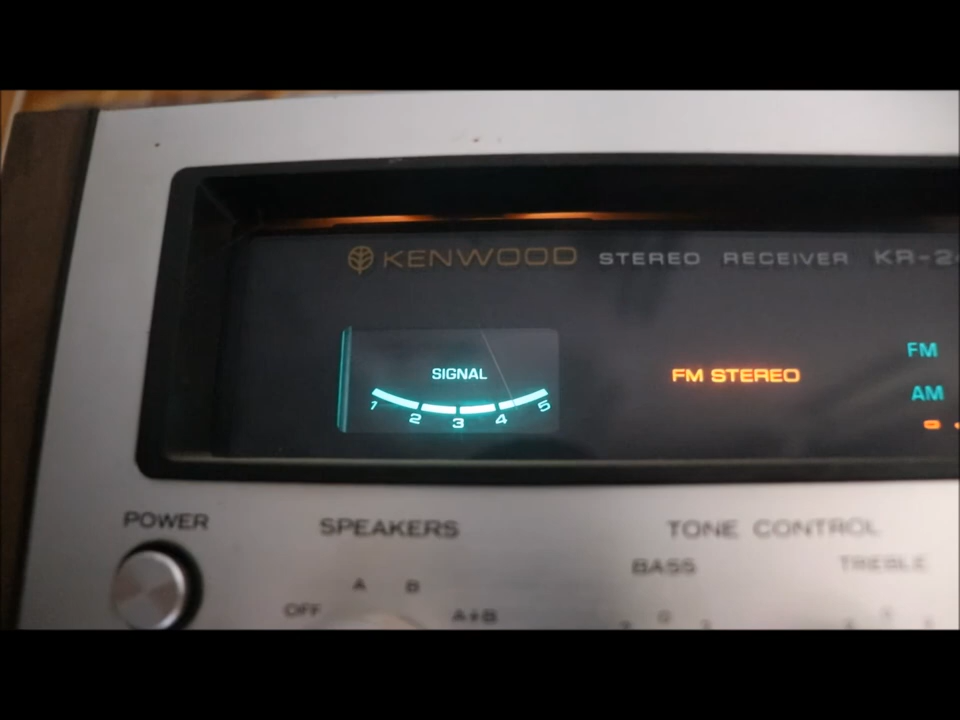 KENWOOD STEREO RECEIVER KR-2
SIGNAL
1 2 3 4 5
FM STEREO
FM
AM
POWER SPEAKERS TONE CONTROL
BASS TREBLE
A B
OFF A+B
0